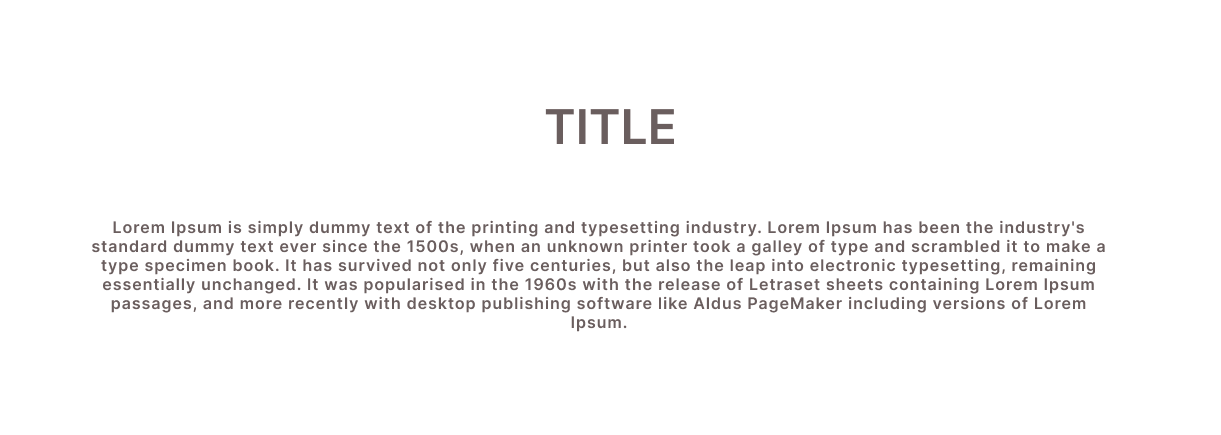 TITLE
Lorem Ipsum is simply dummy text of the printing and typesetting industry. Lorem Ipsum has been the industry's
standard dummy text ever since the 1500s, when an unknown printer took a galley of type and scrambled it to make a
type specimen book. It has survived not only five centuries, but also the leap into electronic typesetting, remaining
essentially unchanged. It was popularised in the 1960s with the release of Letraset sheets containing Lorem Ipsum
passages, and more recently with desktop publishing software like Aldus PageMaker including versions of Lorem
Ipsum.